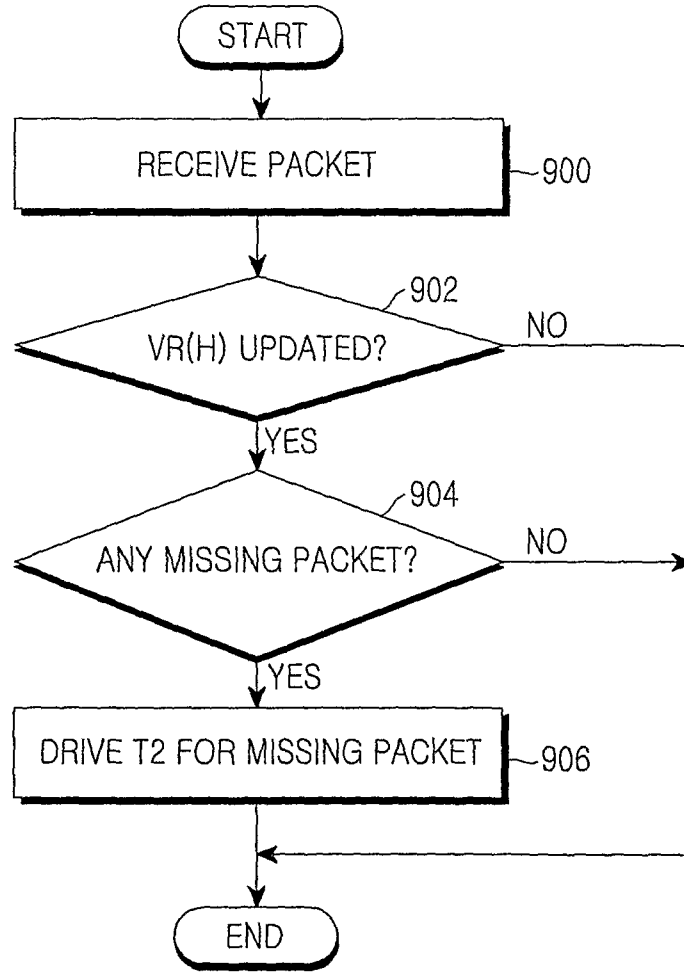 START
RECEIVE PACKET
900
902
VR(H) UPDATED?
NO
YES
904
ANY MISSING PACKET?
NO
YES
DRIVE T2 FOR MISSING PACKET
906
END